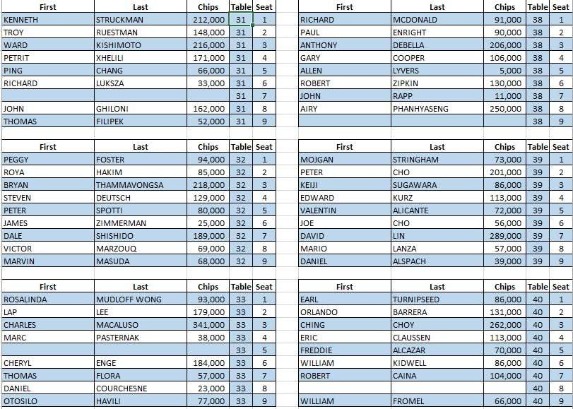 First Last Chips Table Seat
KENNETH STRUCKMAN 212,000 31 1
TROY RUESTMAN 148,000 31 2
WARD KISHIMOTO 216,000 31 3
PETRIT XHELILI 171,000 31 4
PING CHANG 66,000 31 5
RICHARD LUKSZA 33,000 31 6
31 7
JOHN GHILONI 162,000 31 8
THOMAS FILIPEK 52,000 31 9
First Last Chips Table Seat
RICHARD MCDONALD 91,000 38 1
PAUL ENRIGHT 90,000 38 2
ANTHONY DEBELLA 206,000 38 3
GARY COOPER 106,000 38 4
ALLEN LYVERS 5,000 38 5
ROBERT ZIPKIN 130,000 38 6
JOHN RAPP 11,000 38 7
AIRY PHANHYASENG 250,000 38 8
38 9
First Last Chips Table Seat
PEGGY FOSTER 94,000 32 1
ROYA HAKIM 85,000 32 2
BRYAN THAMMAVONGSA 218,000 32 3
STEVEN DEUTSCH 129,000 32 4
PETER SPOTTI 80,000 32 5
JAMES ZIMMERMAN 25,000 32 6
DALE SHISHIDO 189,000 32 7
VICTOR MARZOUQ 69,000 32 8
MARVIN MASUDA 68,000 32 9
First Last Chips Table Seat
MOJGAN STRINGHAM 73,000 39 1
PETER CHO 201,000 39 2
KEIJI SUGAWARA 86,000 39 3
EDWARD KURZ 113,000 39 4
VALENTIN ALICANTE 72,000 39 5
JOE CHO 56,000 39 6
DAVID LIN 289,000 39 7
MARIO LANZA 57,000 39 8
DANIEL ALSPACH 39,000 39 9
First Last Chips Table Seat
ROSALINDA MUDLOFF WONG 93,000 33 1
LAP LEE 179,000 33 2
CHARLES MACALUSO 341,000 33 3
MARC PASTERNAK 38,000 33 4
33 5
CHERYL ENGE 184,000 33 6
THOMAS FLORA 57,000 33 7
DANIEL COURCHESNE 23,000 33 8
OTOSILO HAVILI 77,000 33 9
First Last Chips Table Seat
EARL TURNIPSEED 86,000 40 1
ORLANDO BARRERA 131,000 40 2
CHING CHOY 262,000 40 3
ERIC CLAUSSEN 113,000 40 4
FREDDIE ALCAZAR 70,000 40 5
WILLIAM KIDWELL 86,000 40 6
ROBERT CAINA 104,000 40 7
40 8
WILLIAM FROMEL 66,000 40 9